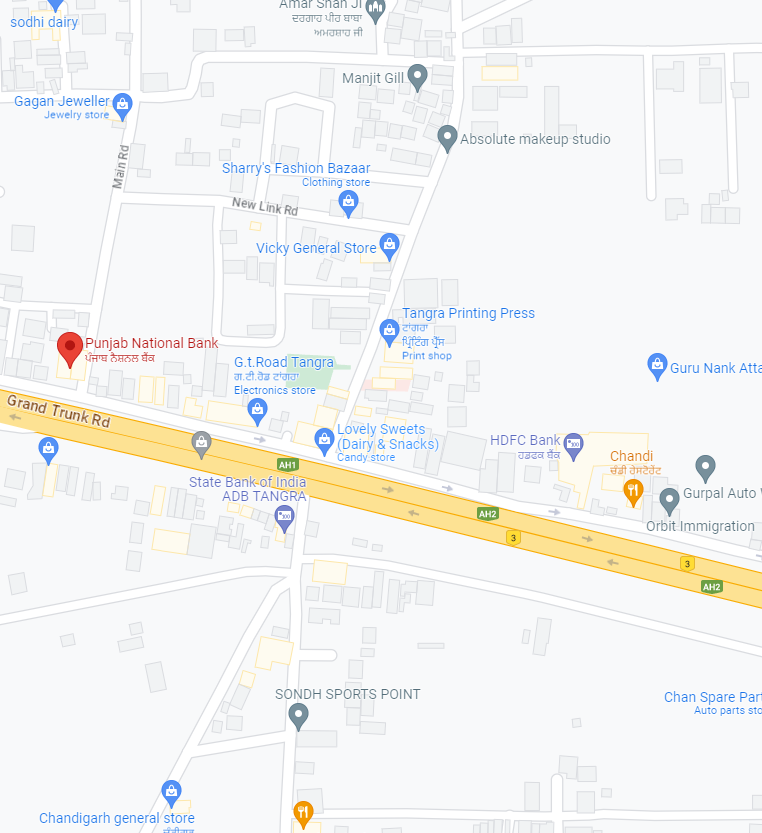 sodhi dairy
Amar Shah Ji
ਦਰਗਾਹ ਪੀਰ ਬਾਬਾ
ਅਮਰਸ਼ਾਹ ਜੀ
Manjit Gill
Gagan Jeweller
Jewelry store
Absolute makeup studio
Main Rd
Sharry's Fashion Bazaar
Clothing store
New Link Rd
Vicky General Store
Tangra Printing Press
ਟਾਂਗਰਾ
ਪ੍ਰਿੰਟਿੰਗ ਪ੍ਰੈੱਸ
Print shop
Punjab National Bank
ਪੰਜਾਬ ਨੈਸ਼ਨਲ ਬੈਂਕ
G.t.Road Tangra
ਗ.ਟੀ.ਰੋਡ ਟਾਂਗਰਾ
Electronics store
Guru Nank Atta
Grand Trunk Rd
Lovely Sweets
(Dairy & Snacks)
Candy store
HDFC Bank
ਹਡਫਕ ਬੈਂਕ
Chandi
ਚੰਡੀ ਰੇਸਟੋਰੇਂਟ
AH1
State Bank of India
ADB TANGRA
Gurpal Auto
AH2
Orbit Immigration
3
3
AH2
SONDH SPORTS POINT
Chan Spare Part
Auto parts sto
Chandigarh general store